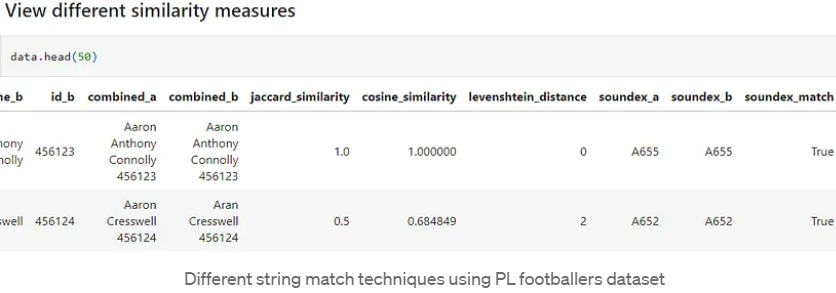 View different similarity measures
data.head(50)
ne_b id_b combined_a combined_b jaccard_similarity cosine_similarity levenshtein_distance soundex_a soundex_b soundex_match
Aaron Aaron
hony Anthony Anthony
nolly 456123 Connolly Connolly 1.0 1.000000 0 A655 A655 True
456123 456123
Aaron Aran
swell 456124 Cresswell Cresswell 0.5 0.684849 2 A652 A652 True
456124 456124
Different string match techniques using PL footballers dataset